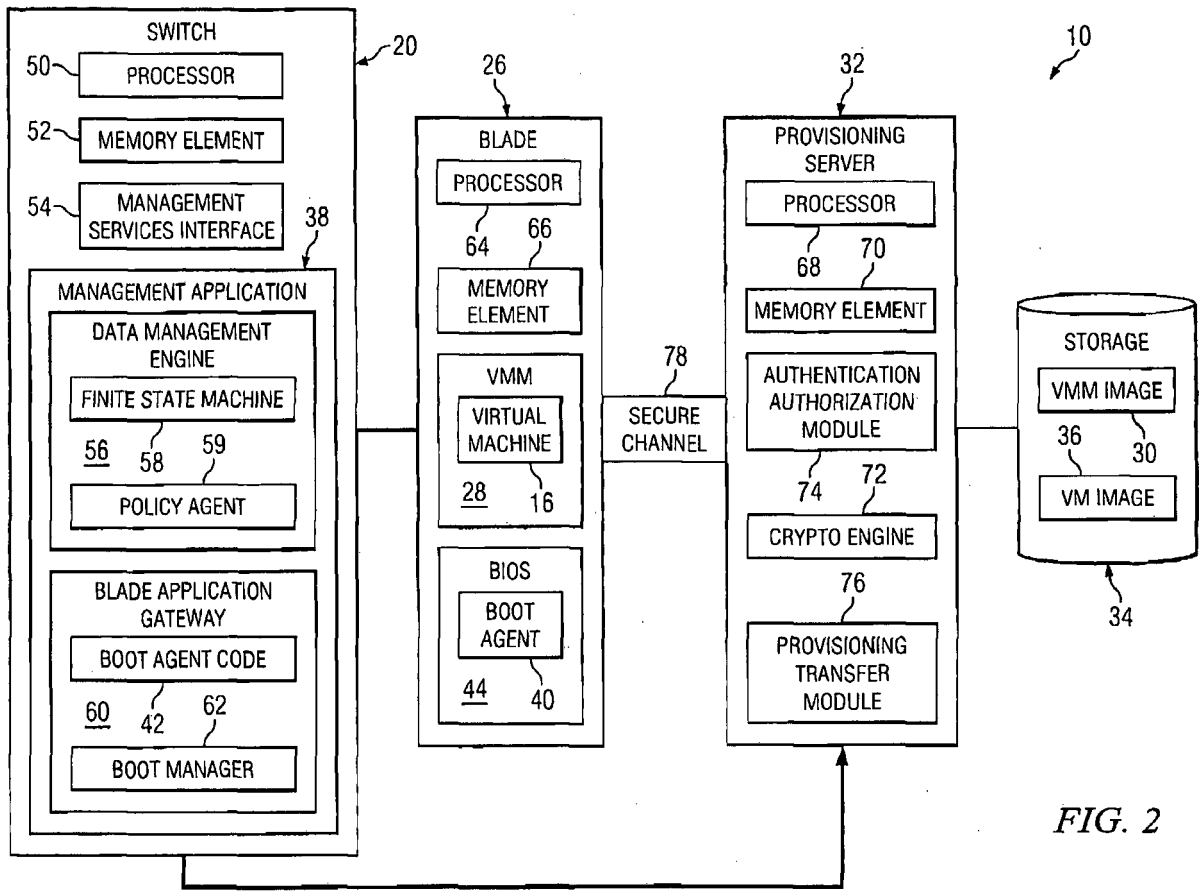 SWITCH
20
50
PROCESSOR
52
MEMORY ELEMENT
54
MANAGEMENT
SERVICES INTERFACE
38
MANAGEMENT APPLICATION
DATA MANAGEMENT
ENGINE
FINITE STATE MACHINE
56
58
59
POLICY AGENT
BLADE APPLICATION
GATEWAY
BOOT AGENT CODE
60
42
62
BOOT MANAGER
26
BLADE
PROCESSOR
64
66
MEMORY
ELEMENT
VMM
VIRTUAL
MACHINE
28
16
BIOS
BOOT
AGENT
44
40
78
SECURE
CHANNEL
32
PROVISIONING
SERVER
PROCESSOR
68
70
MEMORY ELEMENT
AUTHENTICATION
AUTHORIZATION
MODULE
74
72
CRYPTO ENGINE
76
PROVISIONING
TRANSFER
MODULE
10
STORAGE
VMM IMAGE
36
30
VM IMAGE
34
FIG. 2